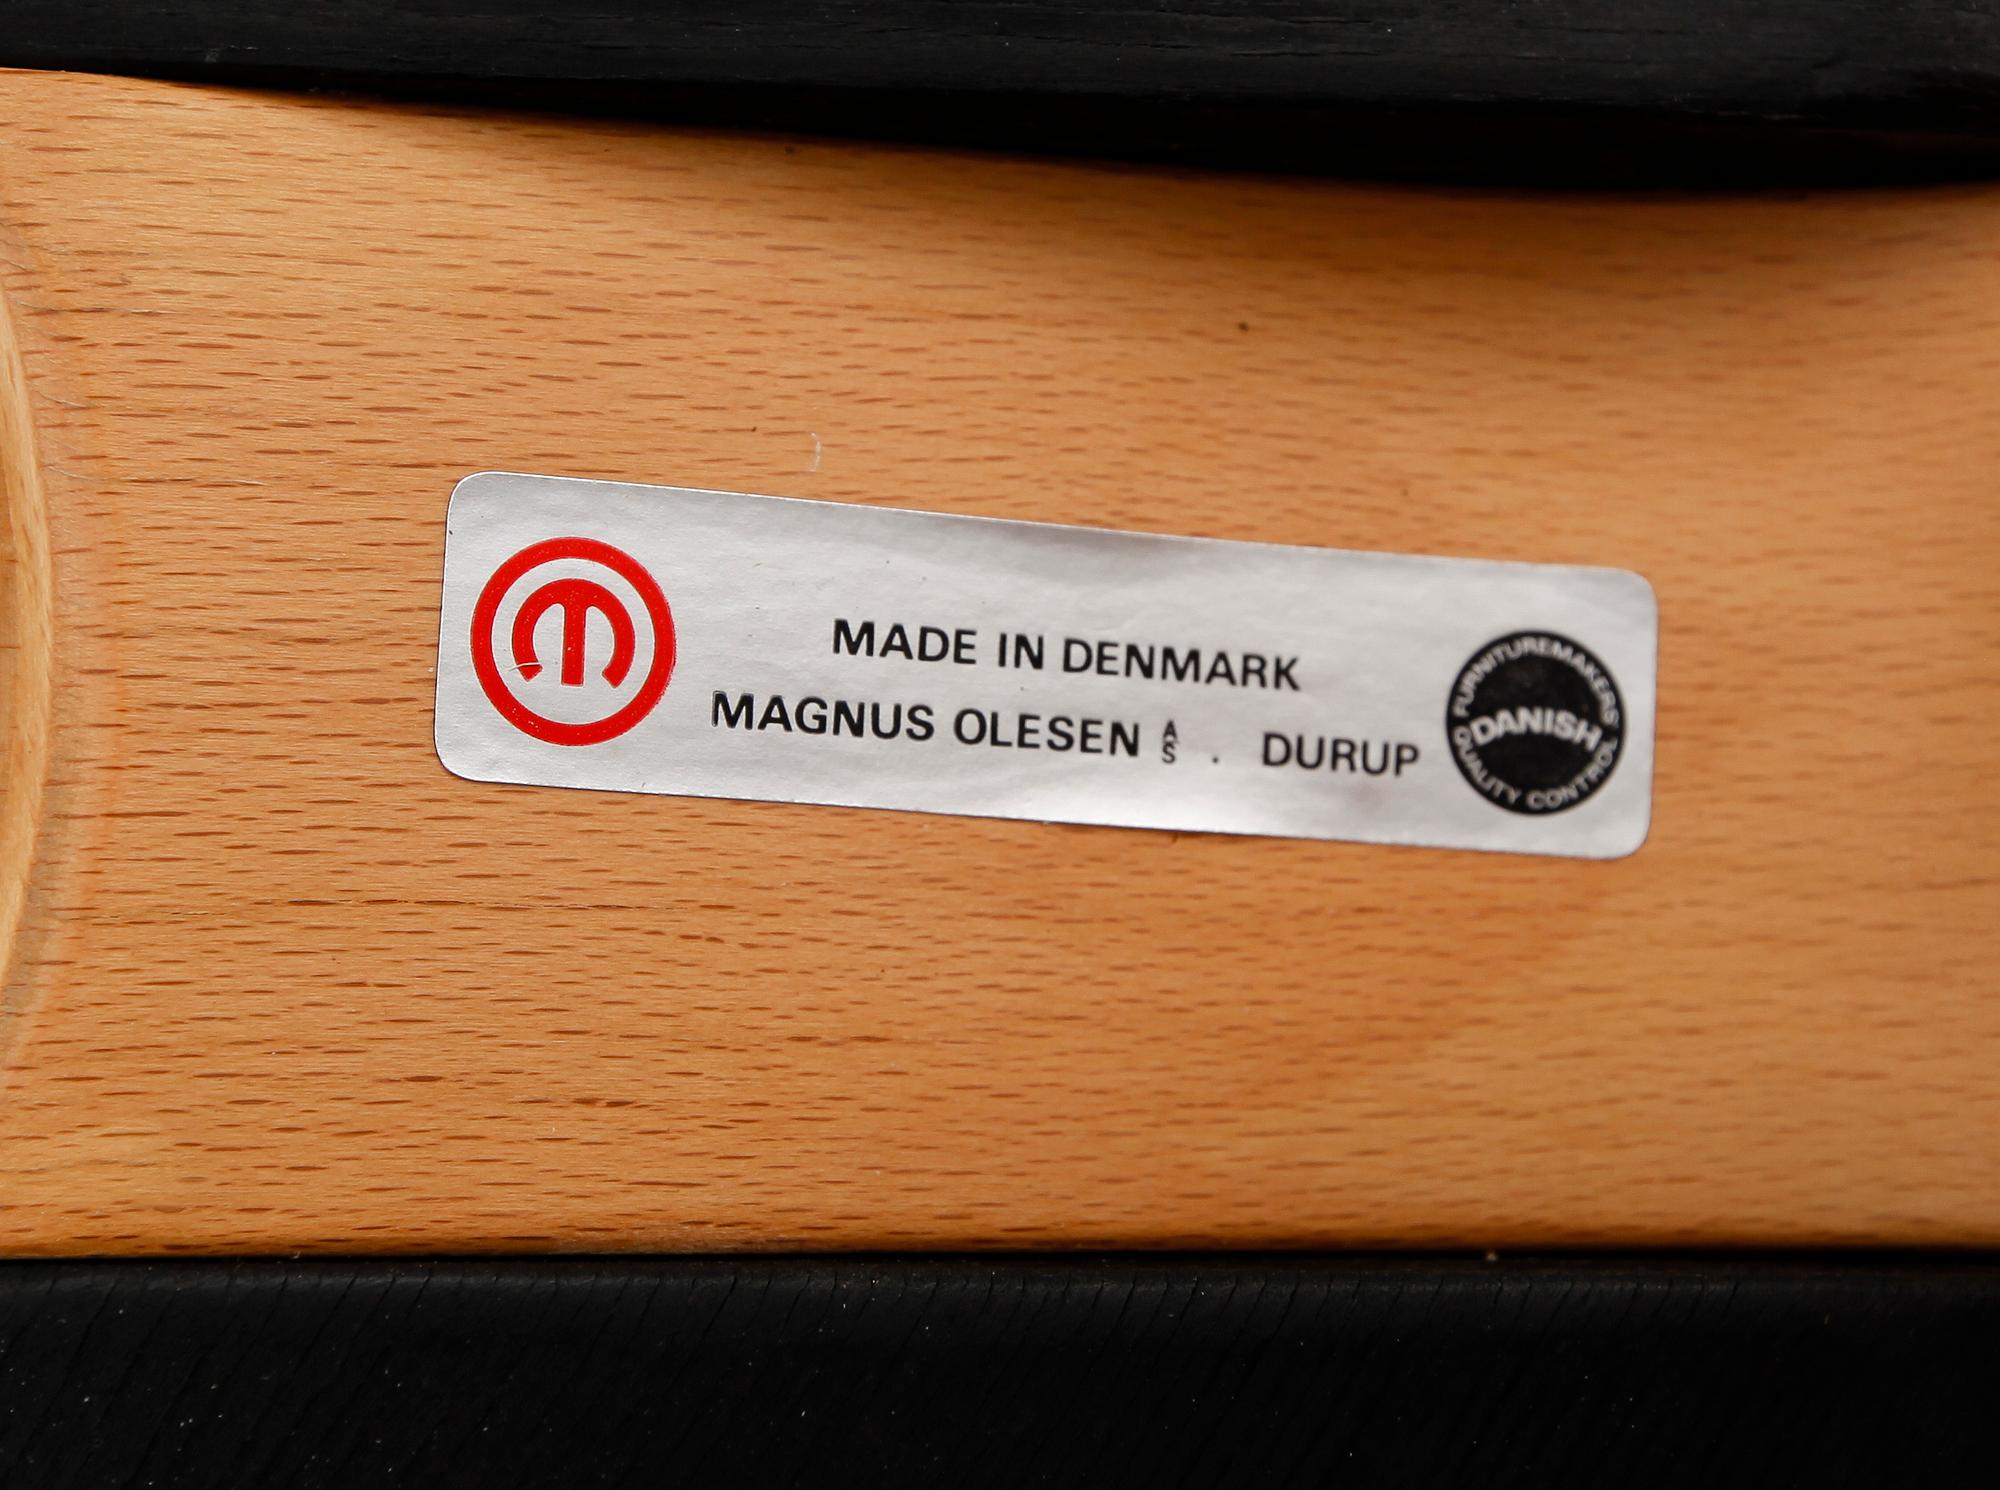 MADE IN DENMARK
MAGNUS OLESEN A/S . DURUP
FURNITUREMAKERS'
DANISH
QUALITY CONTROL